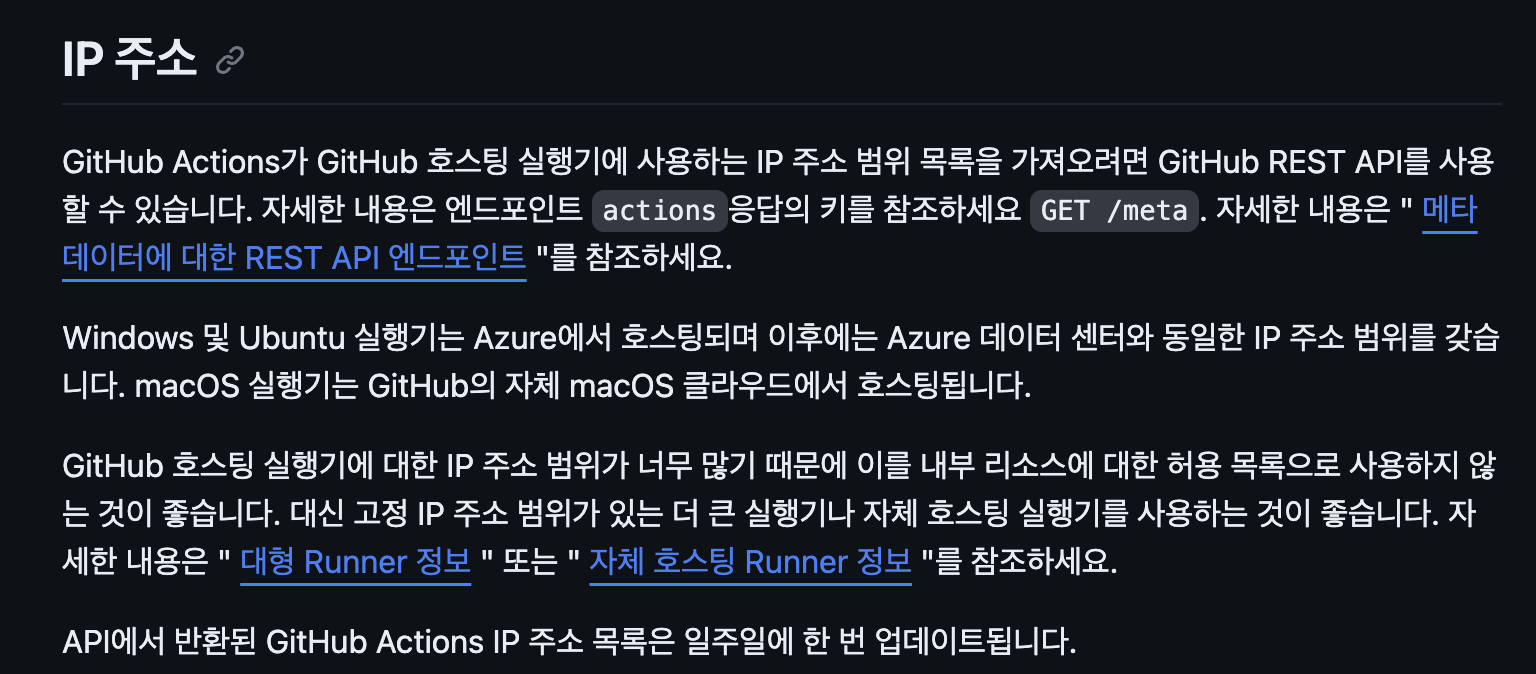 IP 주소
GitHub Actions가 GitHub 호스팅 실행기에 사용하는 IP 주소 범위 목록을 가져오려면 GitHub REST API를 사용
할 수 있습니다. 자세한 내용은 엔드포인트 actions응답의 키를 참조하세요 GET /meta. 자세한 내용은 " 메타
데이터에 대한 REST API 엔드포인트 "를 참조하세요.
Windows 및 Ubuntu 실행기는 Azure에서 호스팅되며 이후에는 Azure 데이터 센터와 동일한 IP 주소 범위를 갖습
니다. macOS 실행기는 GitHub의 자체 macOS 클라우드에서 호스팅됩니다.
GitHub 호스팅 실행기에 대한 IP 주소 범위가 너무 많기 때문에 이를 내부 리소스에 대한 허용 목록으로 사용하지 않
는 것이 좋습니다. 대신 고정 IP 주소 범위가 있는 더 큰 실행기나 자체 호스팅 실행기를 사용하는 것이 좋습니다. 자
세한 내용은 " 대형 Runner 정보 " 또는 " 자체 호스팅 Runner 정보 "를 참조하세요.
API에서 반환된 GitHub Actions IP 주소 목록은 일주일에 한 번 업데이트됩니다.